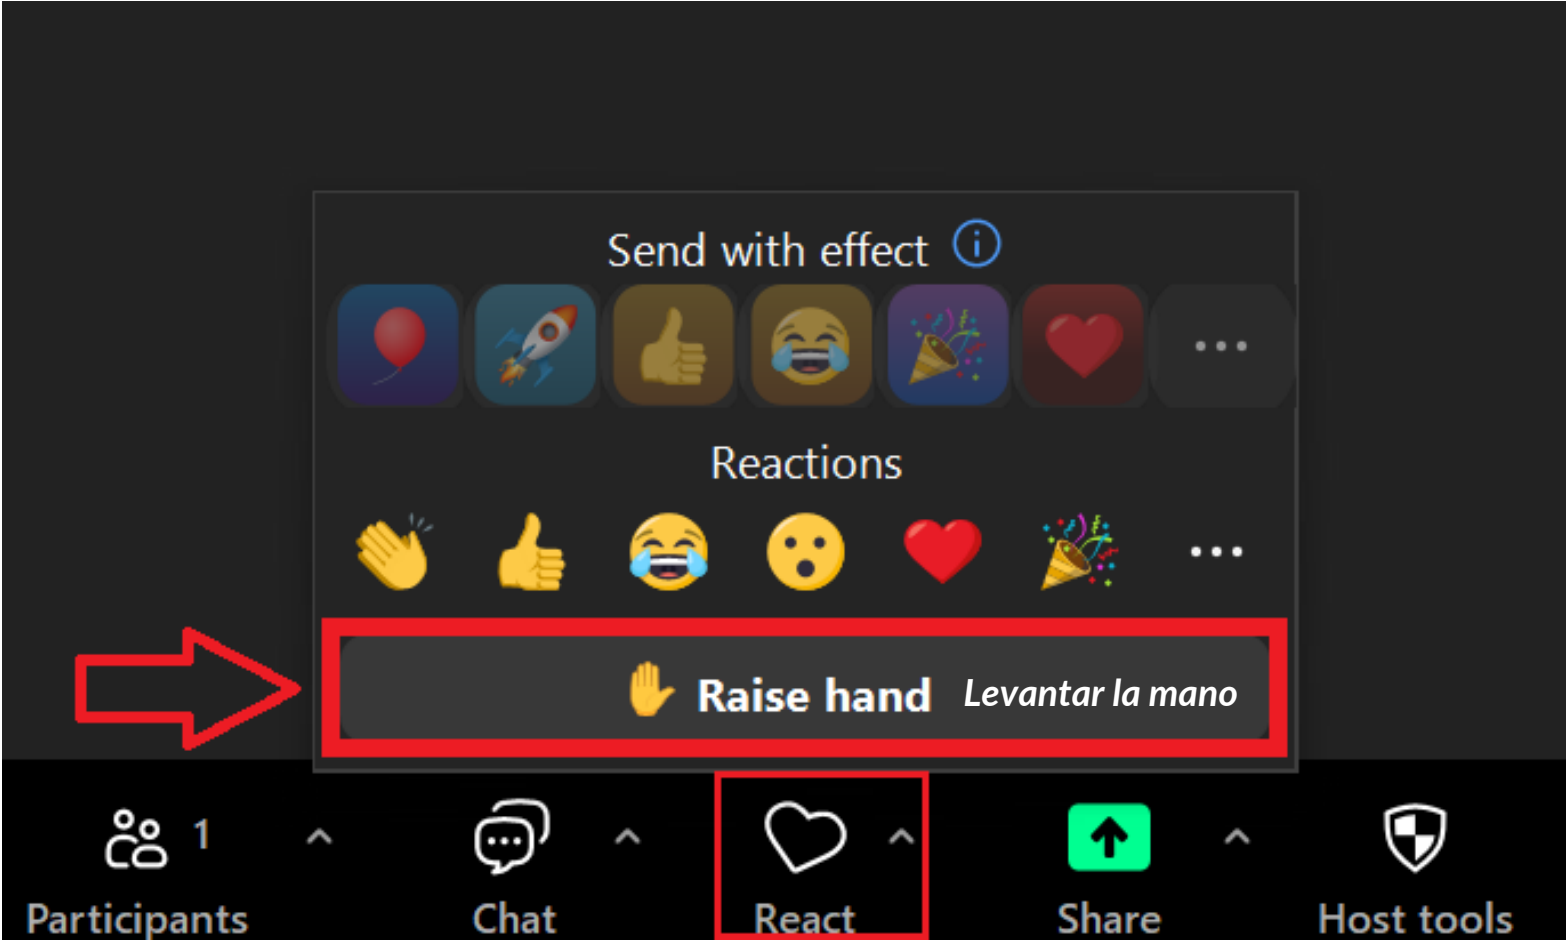 Send with effect
Reactions
Raise hand Levantar la mano
1
Participants Chat React Share Host tools